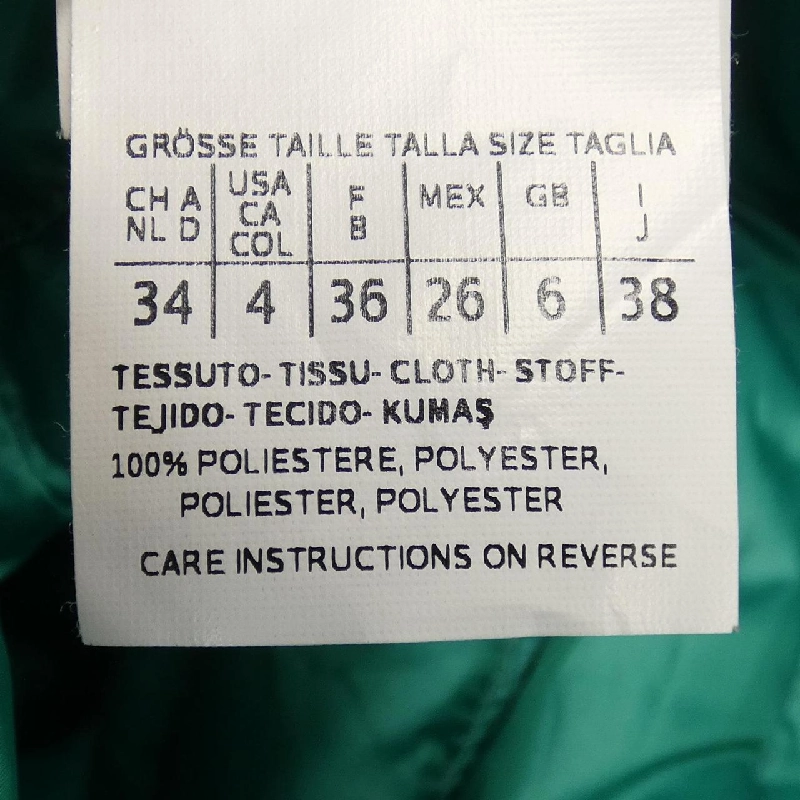 GRÖSSE TAILLE TALLA SIZE TAGLIA
CH A NL D | USA CA COL | F B | MEX | GB | I J
34 | 4 | 36 | 26 | 6 | 38
TESSUTO- TISSU- CLOTH- STOFF-
TEJIDO- TECIDO- KUMAŞ
100% POLIESTERE, POLYESTER,
POLIESTER, POLYESTER
CARE INSTRUCTIONS ON REVERSE